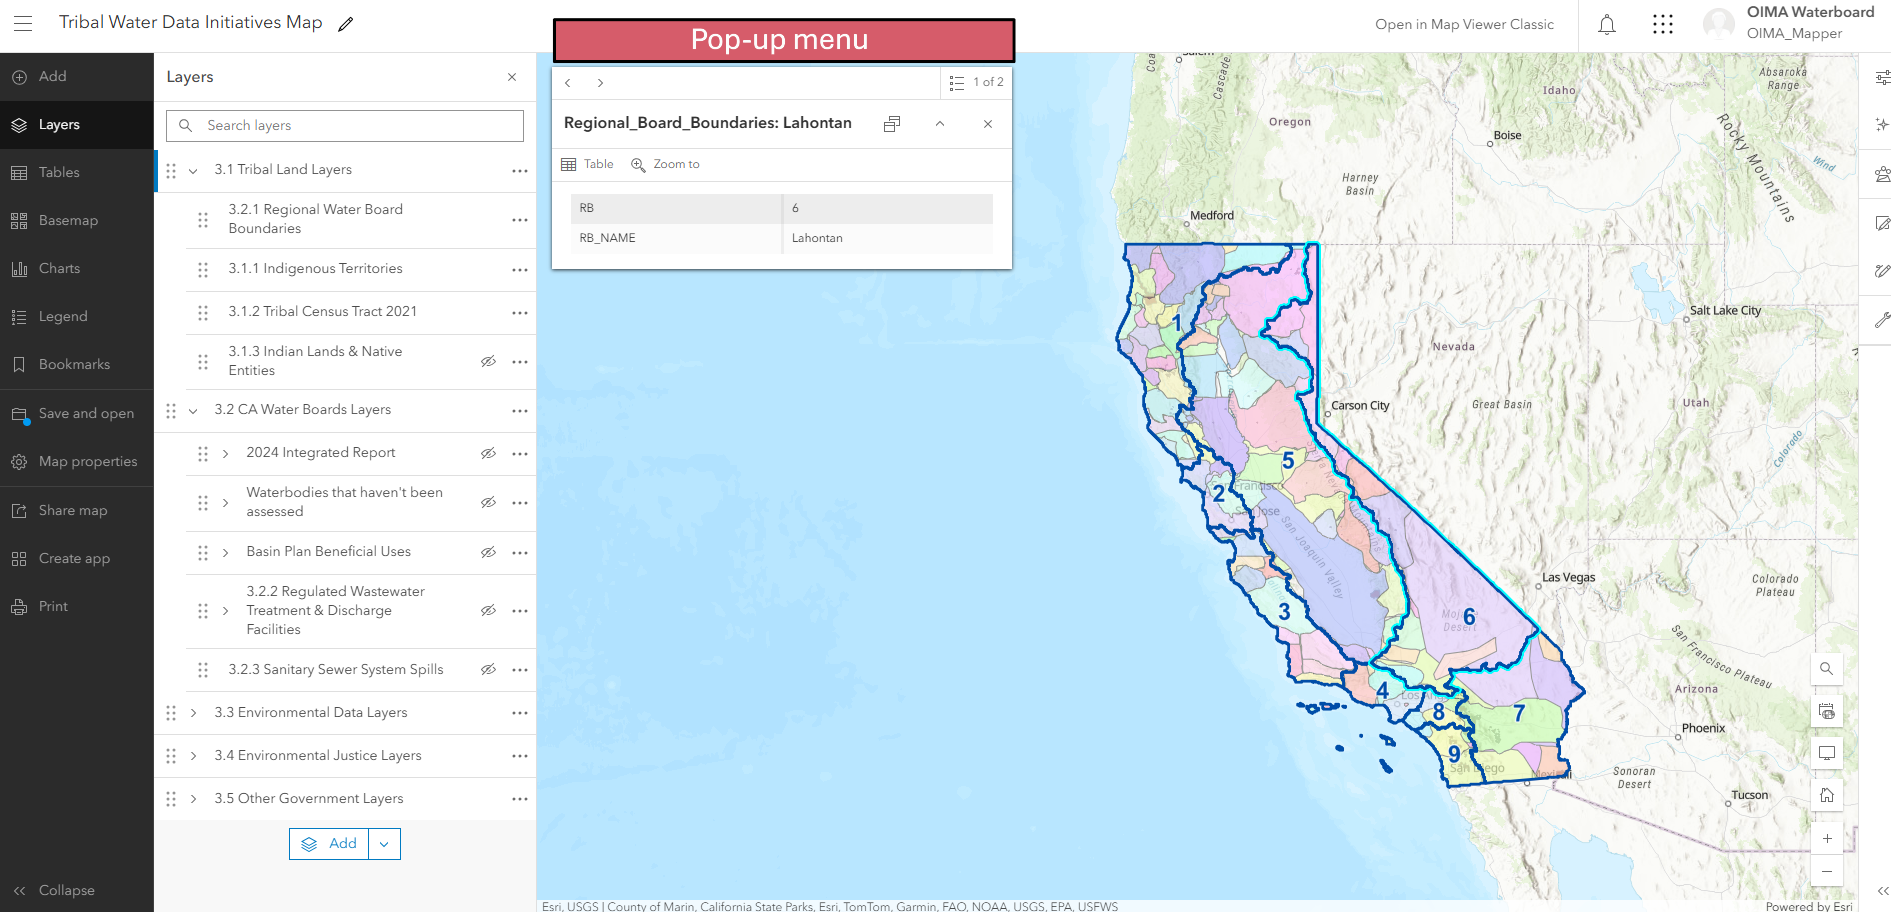 Tribal Water Data Initiatives Map
Pop-up menu
Open in Map Viewer Classic
OIMA Waterboard
OIMA_Mapper
Add
Layers
Tables
Basemap
Charts
Legend
Bookmarks
Save and open
Map properties
Share map
Create app
Print
Collapse
Layers
Search layers
3.1 Tribal Land Layers
3.2.1 Regional Water Board
Boundaries
3.1.1 Indigenous Territories
3.1.2 Tribal Census Tract 2021
3.1.3 Indian Lands & Native
Entities
3.2 CA Water Boards Layers
2024 Integrated Report
Waterbodies that haven't been
assessed
Basin Plan Beneficial Uses
3.2.2 Regulated Wastewater
Treatment & Discharge
Facilities
3.2.3 Sanitary Sewer System Spills
3.3 Environmental Data Layers
3.4 Environmental Justice Layers
3.5 Other Government Layers
Add
1 of 2
Regional_Board_Boundaries: Lahontan
Table
Zoom to
RB
6
RB_NAME
Lahontan
Salem
Cascade
Absaroka
Range
Idaho
Oregon
Boise
Rocky Mountains
Wind
Harney
Basin
Medford
Salt Lake City
Nevada
1
Carson City
Great Basin
Utah
Colorado
5
San Francisco
2
San Jose
San Joaquin Valley
Las Vegas
Colorado
Plateau
3
6
Mojave
Desert
San Francisco Plateau
Arizona
4
8
7
Phoenix
9
San Diego
Mexicali
Sonoran
Desert
Tucson
Esri, USGS | County of Marin, California State Parks, Esri, TomTom, Garmin, FAO, NOAA, USGS, EPA, USFWS
Powered by Esri